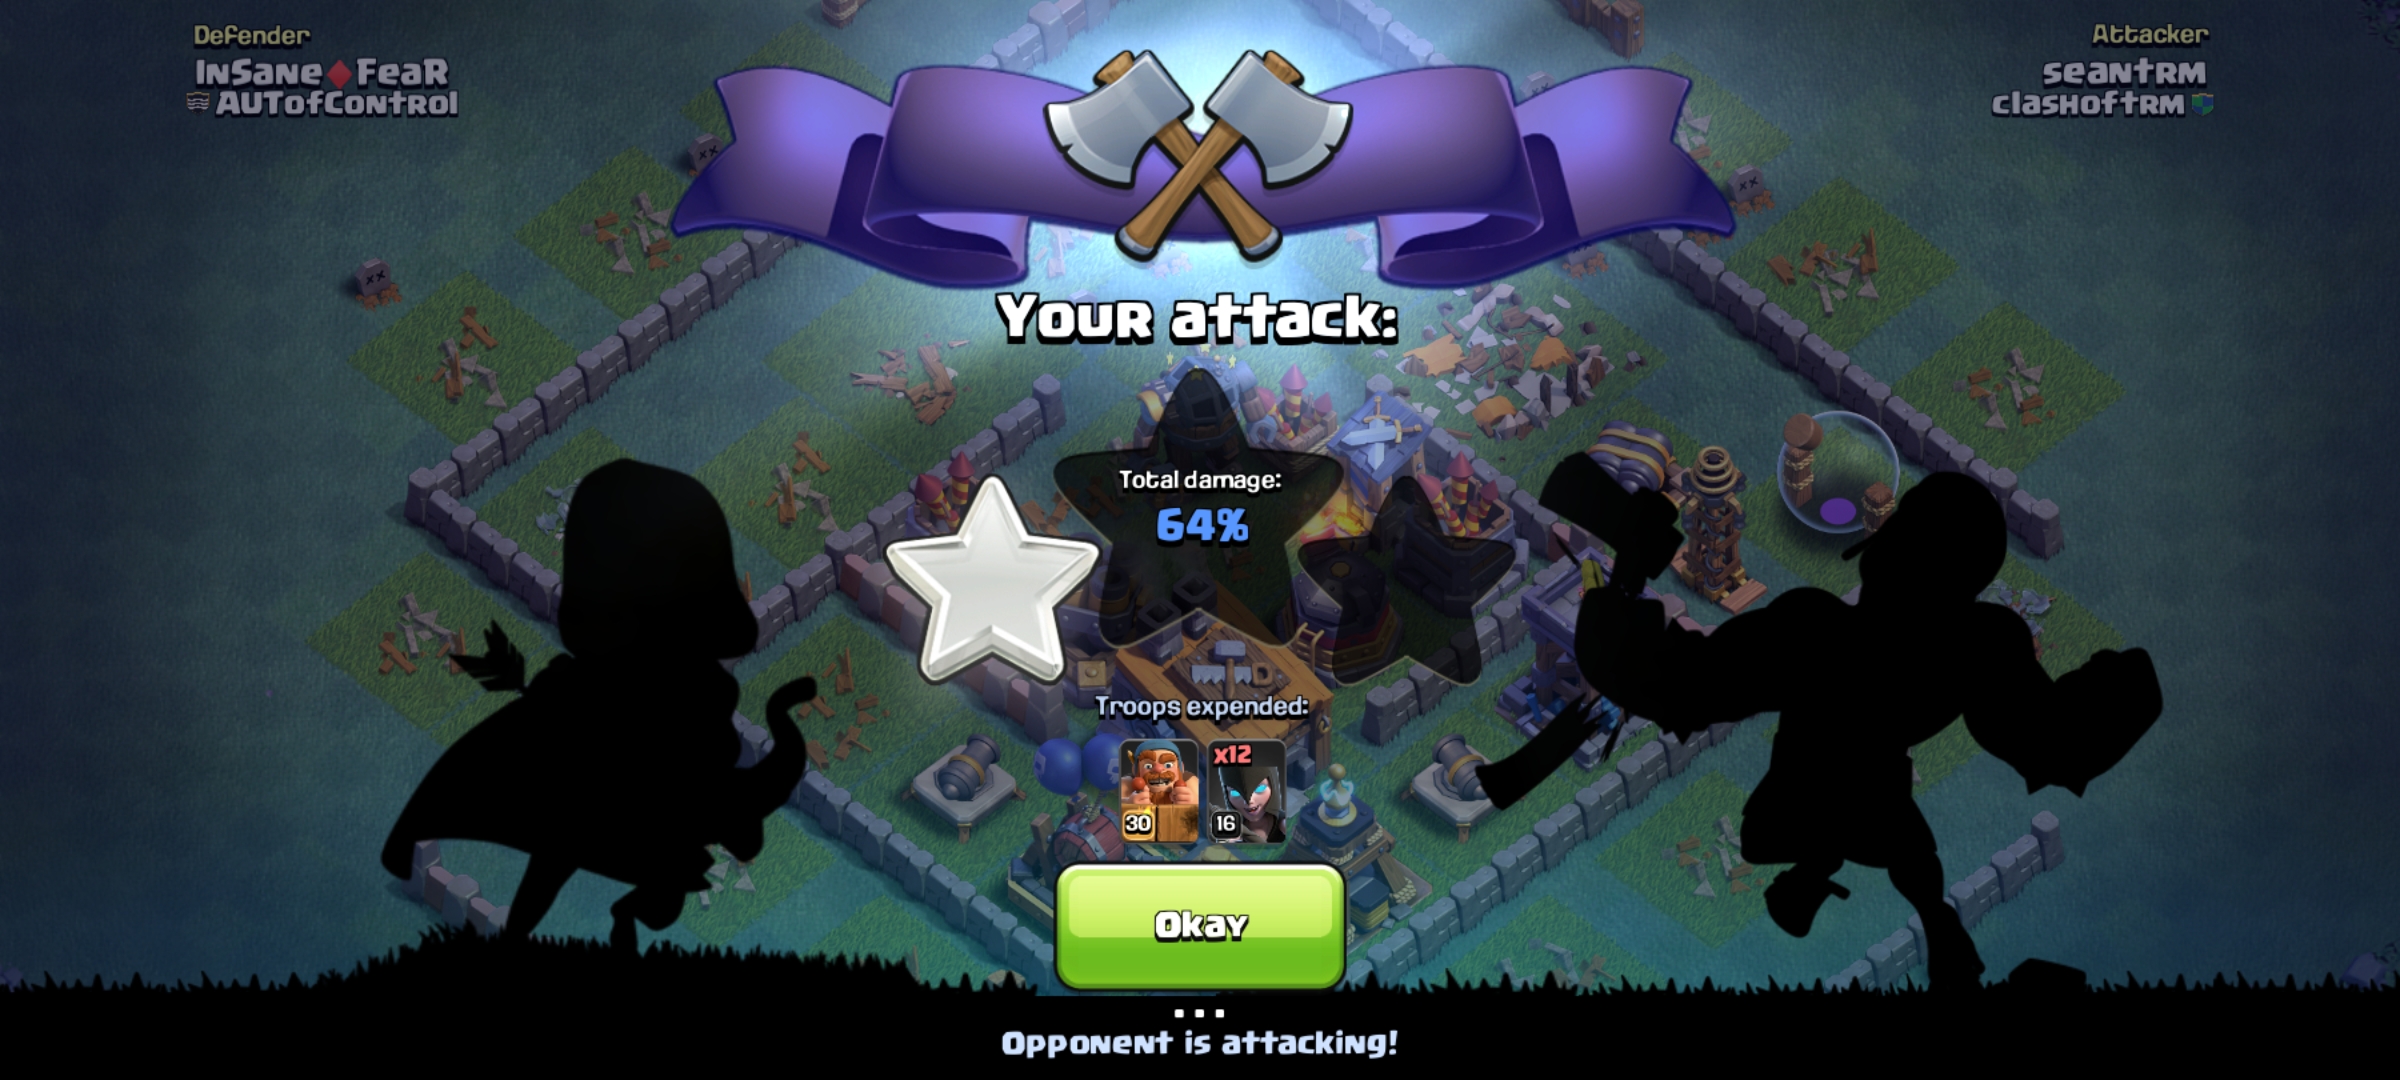 Defender
InSane♦FeaR
AUTofControl
Attacker
seantRM
clashoftRM
Your attack:
Total damage:
64%
Troops expended:
30
x12
16
Okay
...
Opponent is attacking!